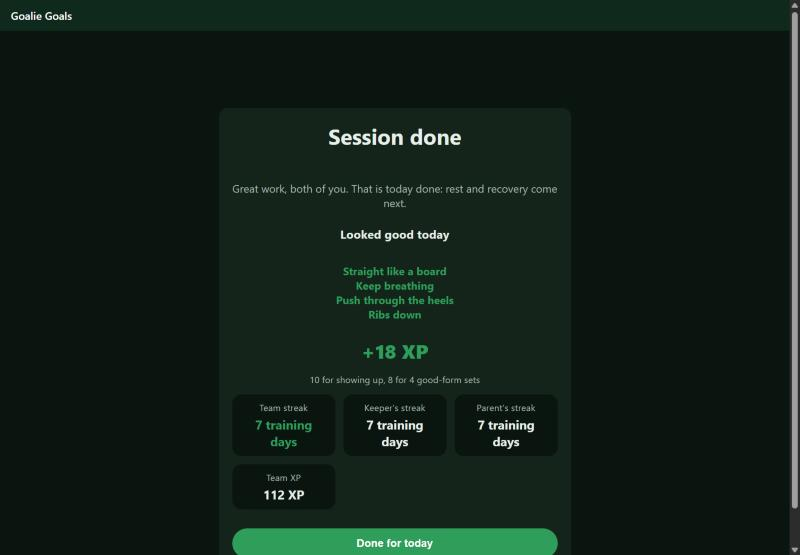 Goalie Goals
Session done
Great work, both of you. That is today done: rest and recovery come
next.
Looked good today
Straight like a board
Keep breathing
Push through the heels
Ribs down
+18 XP
10 for showing up, 8 for 4 good-form sets
Team streak
7 training
days
Keeper's streak
7 training
days
Parent's streak
7 training
days
Team XP
112 XP
Done for today